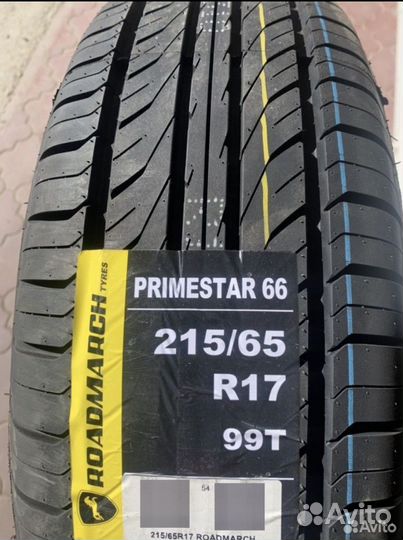 PRIMESTAR 66
215/65
R17
99T
ROADMARCH TYRES
54
215/65R17 ROADMARCH
Avito